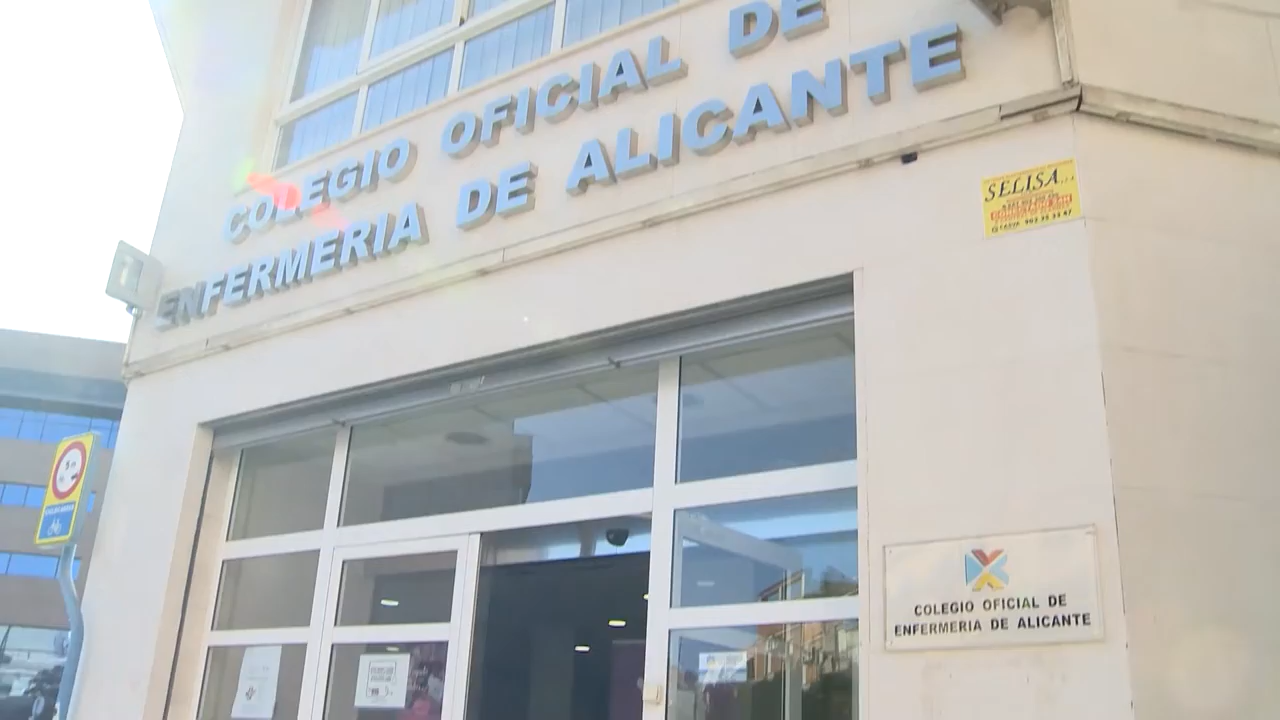 COLEGIO OFICIAL DE
ENFERMERIA DE ALICANTE
SELISA...
COLEGIO OFICIAL DE
ENFERMERIA DE ALICANTE